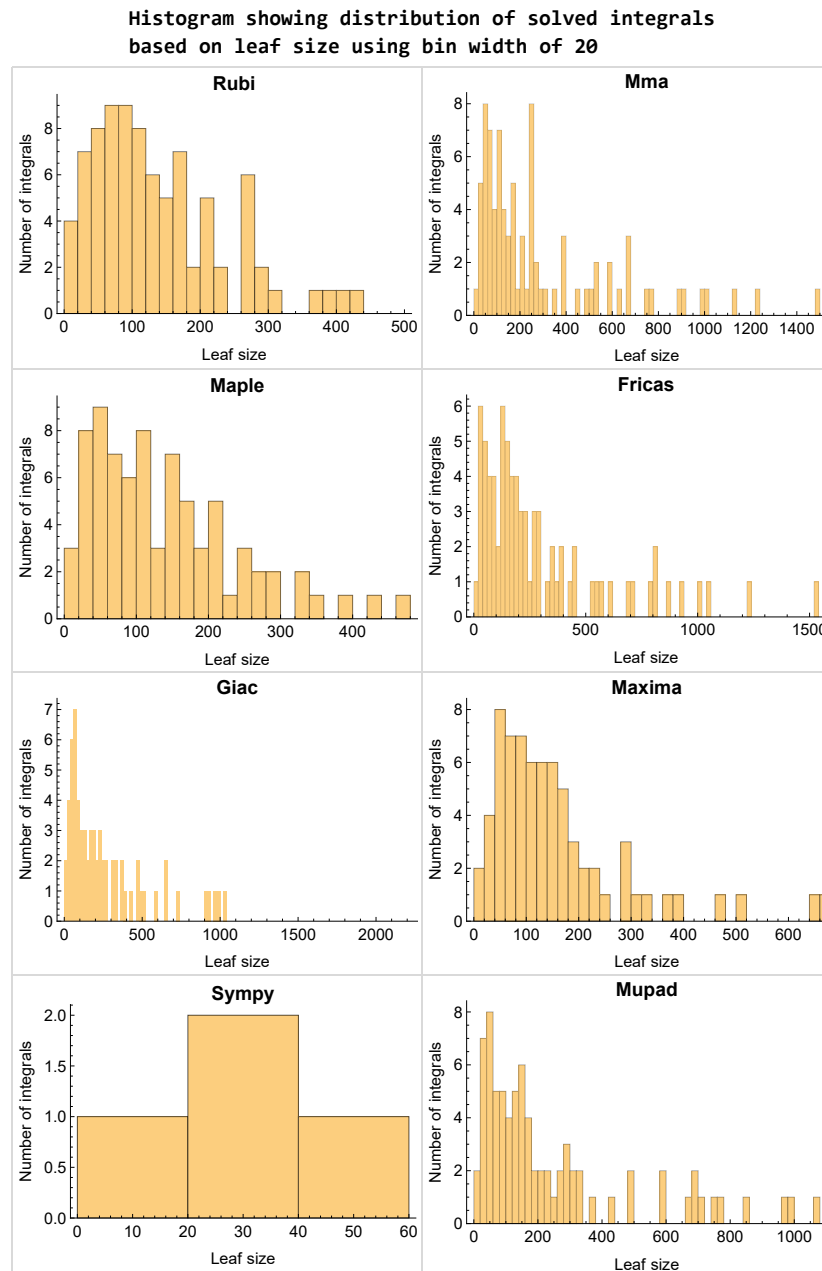 Histogram showing distribution of solved integrals
based on leaf size using bin width of 20
Rubi
Number of integrals
8
6
4
2
0
0 100 200 300 400 500
Leaf size
Mma
Number of integrals
8
6
4
2
0
0 200 400 600 800 1000 1200 1400
Leaf size
Maple
Number of integrals
8
6
4
2
0
0 100 200 300 400
Leaf size
Fricas
Number of integrals
6
5
4
3
2
1
0
0 500 1000 1500
Leaf size
Giac
Number of integrals
7
6
5
4
3
2
1
0
0 500 1000 1500 2000
Leaf size
Maxima
Number of integrals
8
6
4
2
0
0 100 200 300 400 500 600
Leaf size
Sympy
Number of integrals
2.0
1.5
1.0
0.5
0.0
0 10 20 30 40 50 60
Leaf size
Mupad
Number of integrals
8
6
4
2
0
0 200 400 600 800 1000
Leaf size